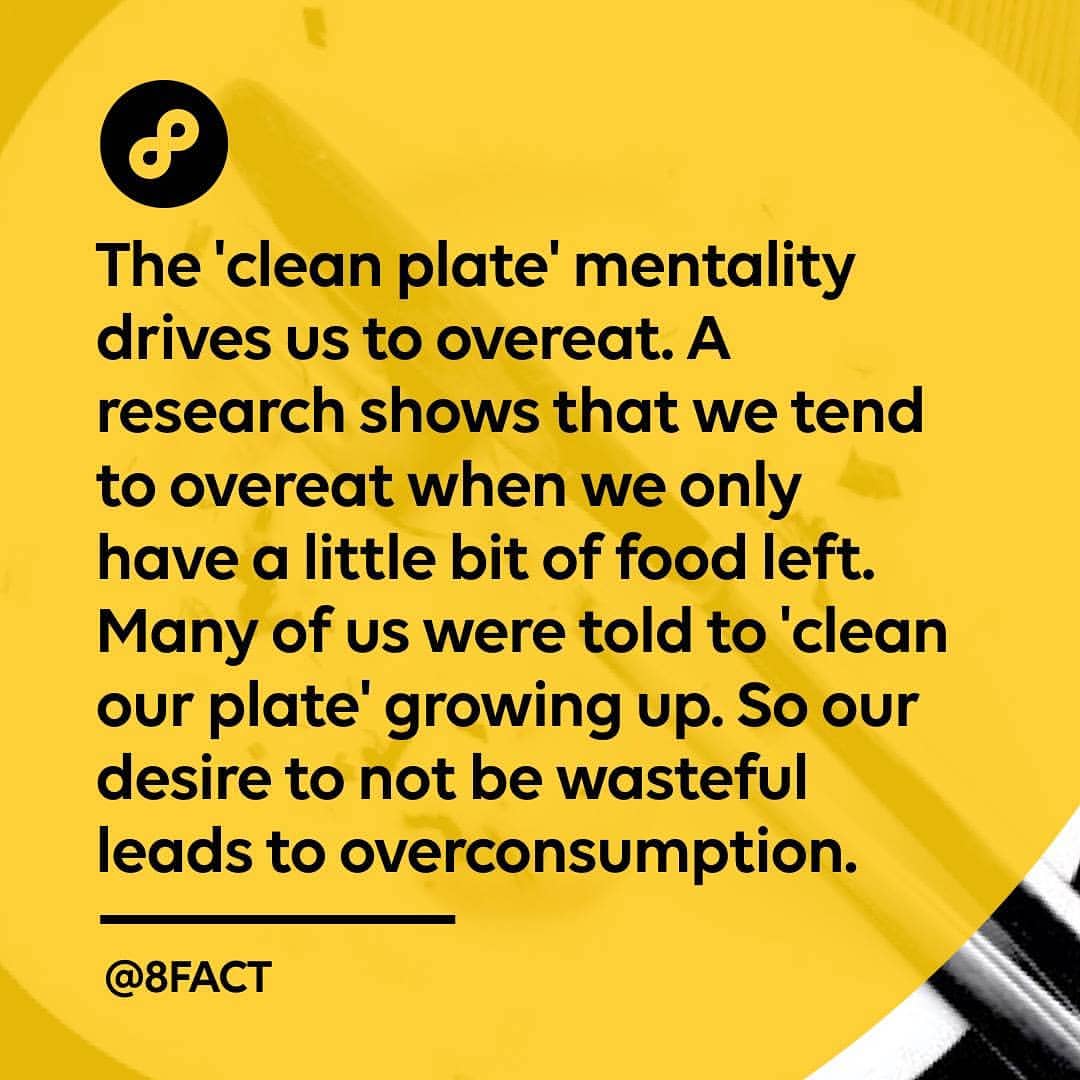 The 'clean plate' mentality
drives us to overeat. A
research shows that we tend
to overeat when we only
have a little bit of food left.
Many of us were told to 'clean
our plate' growing up. So our
desire to not be wasteful
leads to overconsumption.
@8FACT